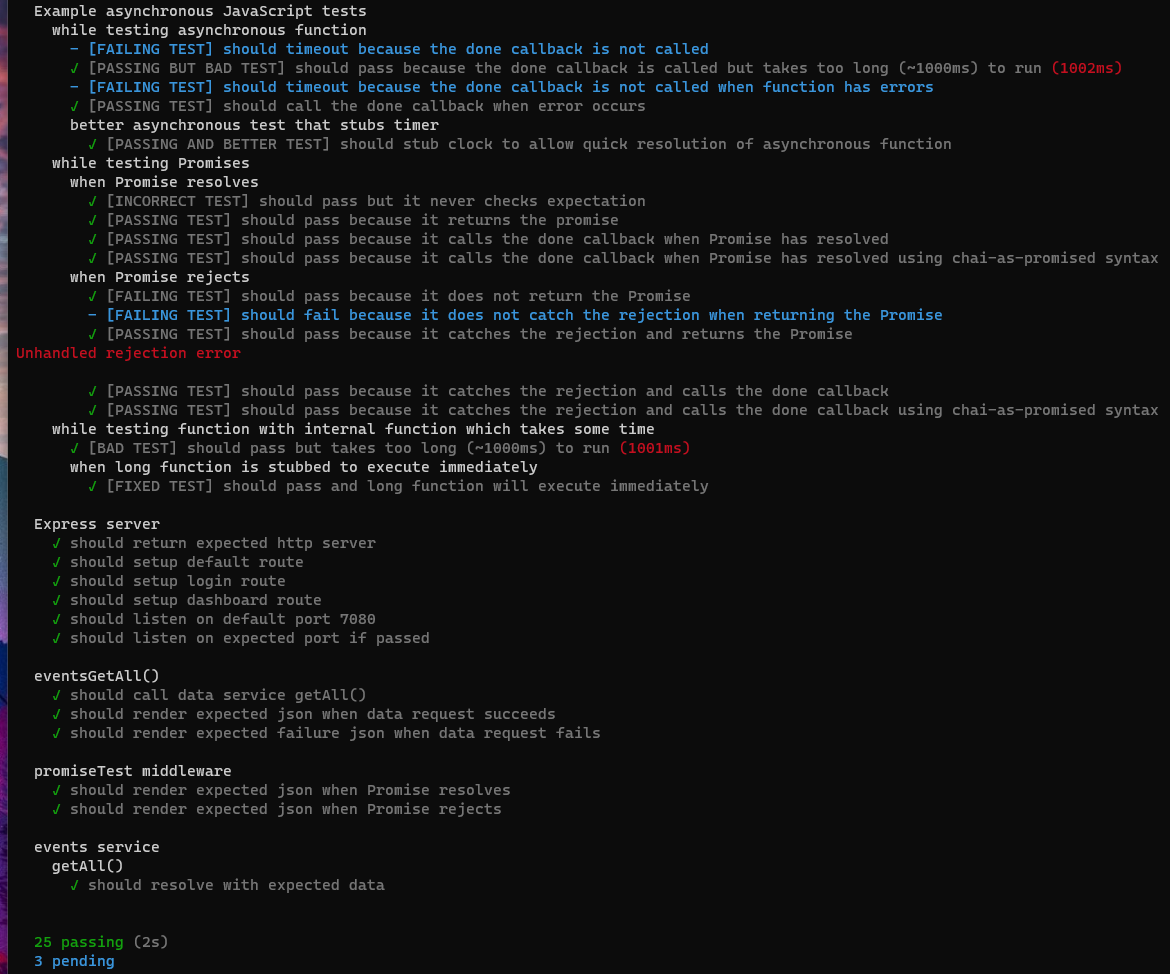 Example asynchronous JavaScript tests
while testing asynchronous function
- [FAILING TEST] should timeout because the done callback is not called
√ [PASSING BUT BAD TEST] should pass because the done callback is called but takes too long (~1000ms) to run (1002ms)
- [FAILING TEST] should timeout because the done callback is not called when function has errors
√ [PASSING TEST] should call the done callback when error occurs
better asynchronous test that stubs timer
√ [PASSING AND BETTER TEST] should stub clock to allow quick resolution of asynchronous function
while testing Promises
when Promise resolves
√ [INCORRECT TEST] should pass but it never checks expectation
√ [PASSING TEST] should pass because it returns the promise
√ [PASSING TEST] should pass because it calls the done callback when Promise has resolved
√ [PASSING TEST] should pass because it calls the done callback when Promise has resolved using chai-as-promised syntax
when Promise rejects
√ [FAILING TEST] should pass because it does not return the Promise
- [FAILING TEST] should fail because it does not catch the rejection when returning the Promise
√ [PASSING TEST] should pass because it catches the rejection and returns the Promise
Unhandled rejection error
√ [PASSING TEST] should pass because it catches the rejection and calls the done callback
√ [PASSING TEST] should pass because it catches the rejection and calls the done callback using chai-as-promised syntax
while testing function with internal function which takes some time
√ [BAD TEST] should pass but takes too long (~1000ms) to run (1001ms)
when long function is stubbed to execute immediately
√ [FIXED TEST] should pass and long function will execute immediately
Express server
√ should return expected http server
√ should setup default route
√ should setup login route
√ should setup dashboard route
√ should listen on default port 7080
√ should listen on expected port if passed
eventsGetAll()
√ should call data service getAll()
√ should render expected json when data request succeeds
√ should render expected failure json when data request fails
promiseTest middleware
√ should render expected json when Promise resolves
√ should render expected json when Promise rejects
events service
getAll()
√ should resolve with expected data
25 passing (2s)
3 pending